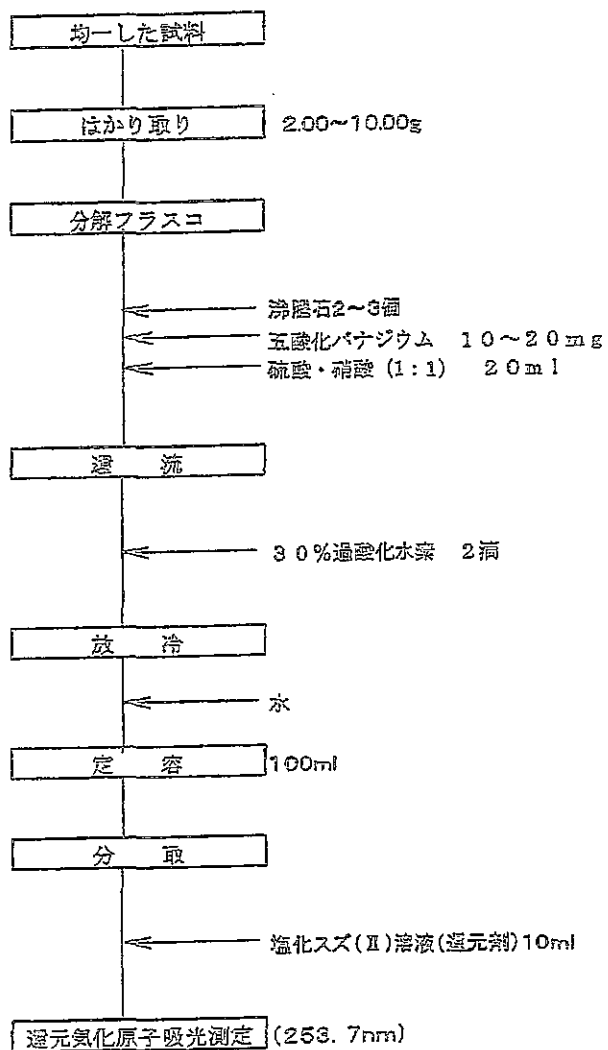 均一した試料
はかり取り 2.00~10.00g
分解フラスコ
沸騰石2~3個
五酸化バナジウム 10~20mg
硫酸・硝酸 (1:1) 20ml
還 流
30%過酸化水素 2滴
放 冷
水
定 容 100ml
分 取
塩化スズ(Ⅱ)溶液(還元剤)10ml
還元気化原子吸光測定 (253.7nm)